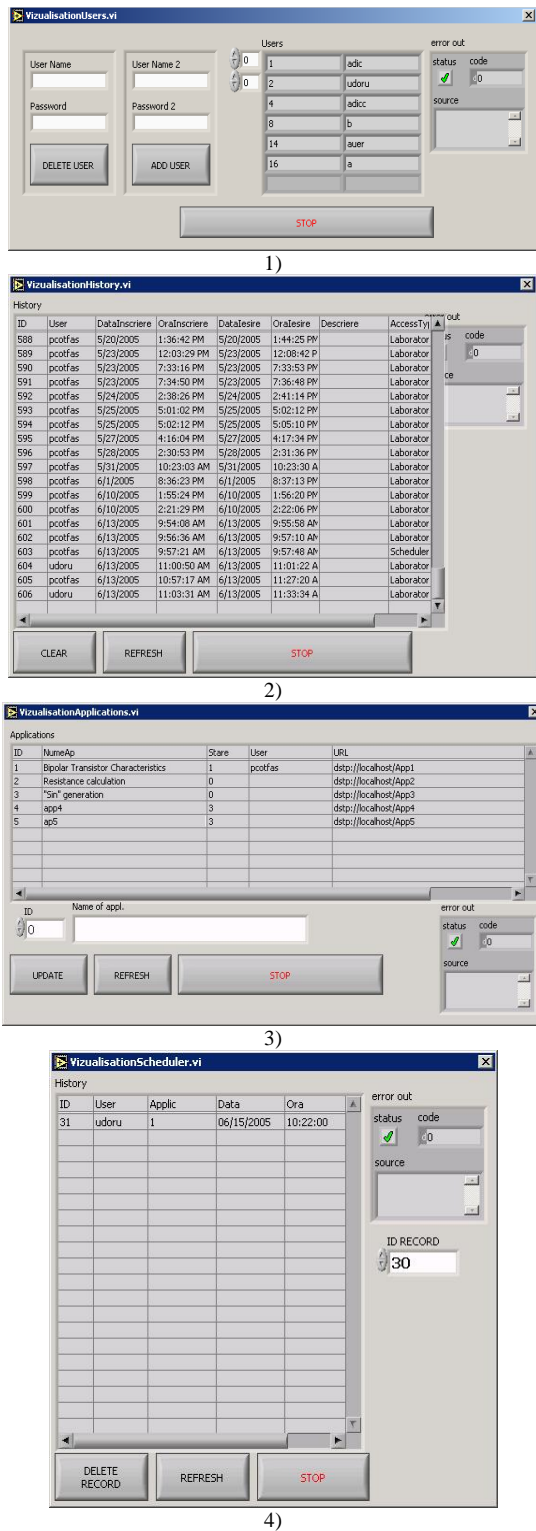 VizualisationUsers.vi
Users
error out
User Name
User Name 2
0
1 adic
status code
0
2 udoru
0
Password
Password 2
4 adicc
source
8 b
DELETE USER
ADD USER
14 auer
16 a
STOP
1)
VizualisationHistory.vi
History
ID User DataInscriere OraInscriere DataIesire OraIesire Descriere AccessTyp
588 pcotfas 5/20/2005 1:36:42 PM 5/20/2005 1:44:25 PM Laborator
589 pcotfas 5/23/2005 12:03:29 PM 5/23/2005 12:08:42 P Laborator
590 pcotfas 5/23/2005 7:33:16 PM 5/23/2005 7:33:53 PM Laborator
591 pcotfas 5/23/2005 7:34:50 PM 5/23/2005 7:36:48 PM Laborator
592 pcotfas 5/24/2005 2:38:26 PM 5/24/2005 2:41:14 PM Laborator
593 pcotfas 5/25/2005 5:01:02 PM 5/25/2005 5:02:12 PM Laborator
594 pcotfas 5/25/2005 5:02:12 PM 5/25/2005 5:05:10 PM Laborator
595 pcotfas 5/27/2005 4:16:04 PM 5/27/2005 4:17:34 PM Laborator
596 pcotfas 5/28/2005 2:30:53 PM 5/28/2005 2:31:36 PM Laborator
597 pcotfas 5/31/2005 10:23:03 AM 5/31/2005 10:23:30 A Laborator
598 pcotfas 6/1/2005 8:36:23 PM 6/1/2005 8:37:13 PM Laborator
599 pcotfas 6/10/2005 1:55:24 PM 6/10/2005 1:56:20 PM Laborator
600 pcotfas 6/10/2005 2:21:29 PM 6/10/2005 2:22:06 PM Laborator
601 pcotfas 6/13/2005 9:54:08 AM 6/13/2005 9:55:58 AM Laborator
602 pcotfas 6/13/2005 9:56:36 AM 6/13/2005 9:57:10 AM Laborator
603 pcotfas 6/13/2005 9:57:21 AM 6/13/2005 9:57:48 AM Scheduler
604 udoru 6/13/2005 11:00:50 AM 6/13/2005 11:01:22 A Laborator
605 pcotfas 6/13/2005 10:57:17 AM 6/13/2005 11:27:20 A Laborator
606 udoru 6/13/2005 11:03:31 AM 6/13/2005 11:33:34 A Laborator
out
code
0
CLEAR
REFRESH
STOP
2)
VizualisationApplications.vi
Applications
ID NumeAp Stare User URL
1 Bipolar Transistor Characteristics 1 pcotfas dstp://localhost/App1
2 Resistance calculation 0 dstp://localhost/App2
3 "Sin" generation 0 dstp://localhost/App3
4 app4 3 dstp://localhost/App4
5 ap5 3 dstp://localhost/App5
ID
Name of appl.
0
error out
status code
0
source
UPDATE
REFRESH
STOP
3)
VizualisationScheduler.vi
History
ID User Applic Data Ora
31 udoru 1 06/15/2005 10:22:00
error out
status code
0
source
ID RECORD
30
DELETE
RECORD
REFRESH
STOP
4)